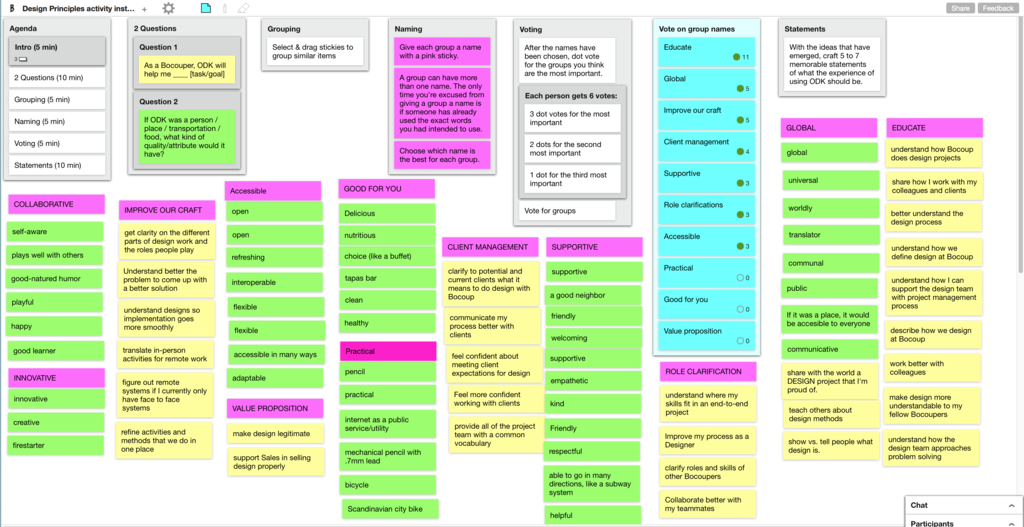 Design Principles activity inst...
+
Share
Feedback
Agenda
Intro (5 min)
3
2 Questions (10 min)
Grouping (5 min)
Naming (5 min)
Voting (5 min)
Statements (10 min)
2 Questions
Question 1
As a Bocouper, ODK will
help me ____ [task/goal]
Question 2
If ODK was a person /
place / transportation /
food, what kind of
quality/attribute would it
have?
Grouping
Select & drag stickies to
group similar items
Naming
Give each group a name
with a pink sticky.
A group can have more
than one name. The only
time you're excused from
giving a group a name is
if someone has already
used the exact words
you had intended to use.
Choose which name is
the best for each group.
Voting
After the names have
been chosen, dot vote
for the groups you think
are the most important.
Each person gets 6 votes:
3 dot votes for the most
important
2 dots for the second
most important
1 dot for the third most
important
Vote for groups
Vote on group names
Educate
11
Global
5
Improve our craft
5
Client management
4
Supportive
3
Role clarifications
3
Accessible
3
Practical
0
Good for you
0
Value proposition
0
Statements
With the ideas that have
emerged, craft 5 to 7
memorable statements
of what the experience of
using ODK should be.
COLLABORATIVE
self-aware
plays well with others
good-natured humor
playful
happy
good learner
INNOVATIVE
innovative
creative
firestarter
IMPROVE OUR CRAFT
get clarity on the different
parts of design work and
the roles people play
Understand better the
problem to come up with
a better solution
understand designs so
implementation goes
more smoothly
translate in-person
activities for remote work
figure out remote
systems if I currently only
have face to face
systems
refine activities and
methods that we do in
one place
Accessible
open
open
refreshing
interoperable
flexible
flexible
accessible in many ways
adaptable
VALUE PROPOSITION
make design legitimate
support Sales in selling
design properly
GOOD FOR YOU
Delicious
nutritious
choice (like a buffet)
tapas bar
clean
healthy
Practical
pencil
practical
internet as a public
service/utility
mechanical pencil with
.7mm lead
bicycle
Scandinavian city bike
CLIENT MANAGEMENT
clarify to potential and
current clients what it
means to do design with
Bocoup
communicate my
process better with
clients
feel confident about
meeting client
expectations for design
Feel more confident
working with clients
provide all of the project
team with a common
vocabulary
SUPPORTIVE
supportive
a good neighbor
friendly
welcoming
supportive
empathetic
kind
Friendly
respectful
able to go in many
directions, like a subway
system
helpful
ROLE CLARIFICATION
understand where my
skills fit in an end-to-end
project
Improve my process as a
Designer
clarify roles and skills of
other Bocoupers
Collaborate better with
my teammates
GLOBAL
global
universal
worldly
translator
communal
public
If it was a place, it would
be accesible to everyone
communicative
share with the world a
DESIGN project that I'm
proud of.
teach others about
design methods
show vs. tell people what
design is.
EDUCATE
understand how Bocoup
does design projects
share how I work with my
colleagues and clients
better understand the
design process
understand how we
define design at Bocoup
understand how I can
support the design team
with project management
process
describe how we design
at Bocoup
work better with
colleagues
make design more
understandable to my
fellow Bocoupers
understand how the
design team approaches
problem solving
Chat
Participants